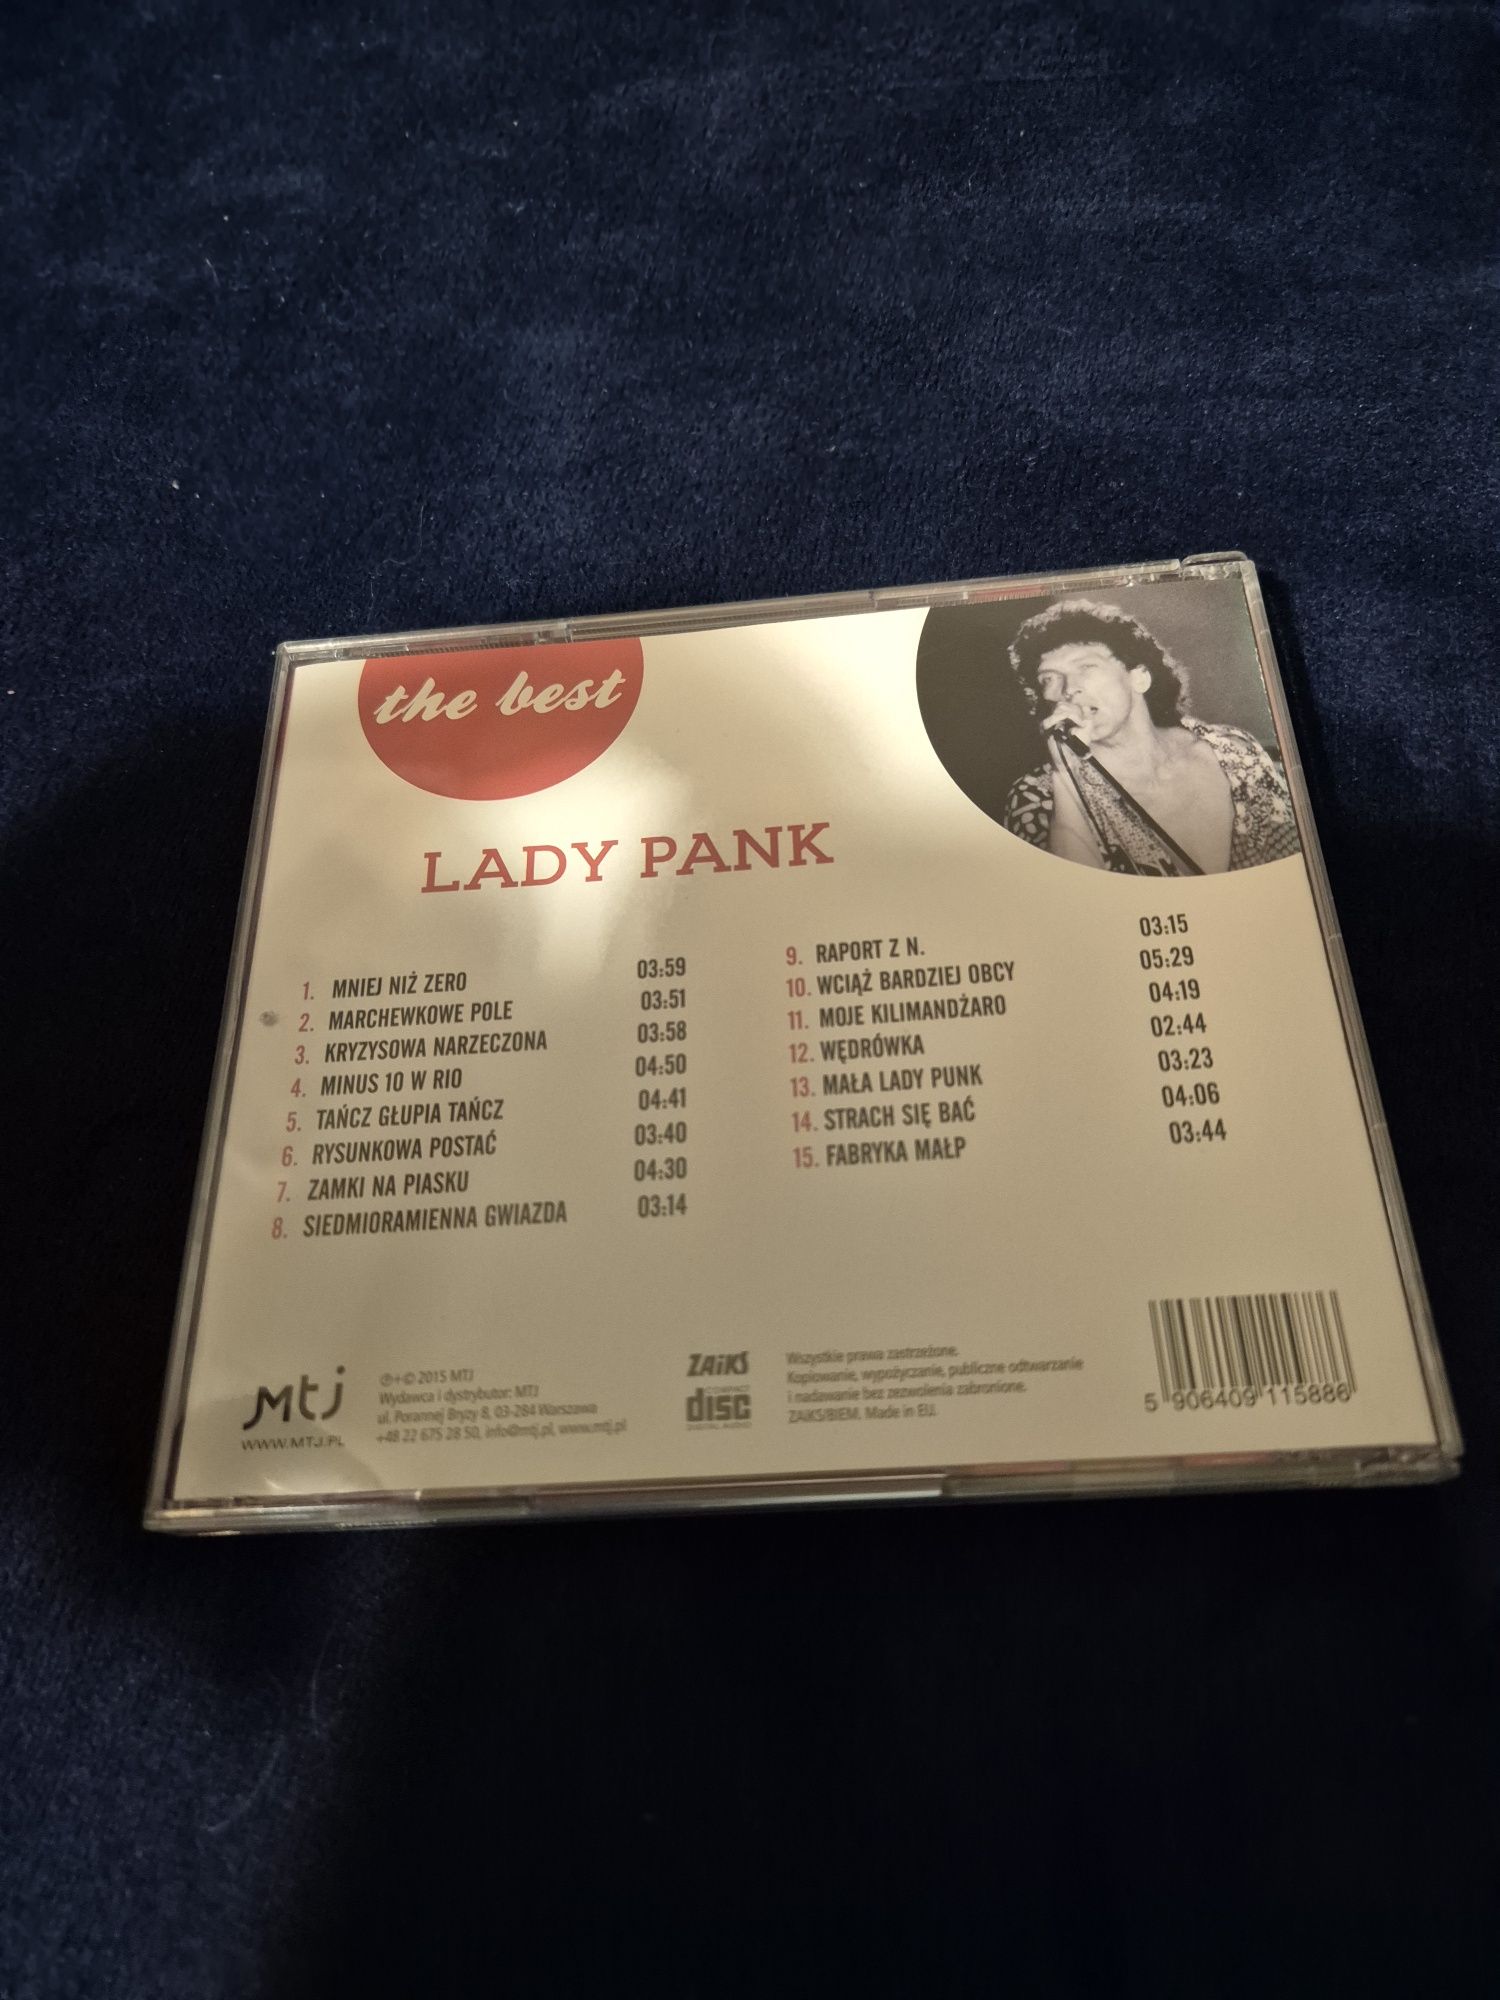 the best
LADY PANK
1. MNIEJ NIŻ ZERO 03:59
2. MARCHEWKOWE POLE 03:51
3. KRYZYSOWA NARZECZONA 03:58
4. MINUS 10 W RIO 04:50
5. TAŃCZ GŁUPIA TAŃCZ 04:41
6. RYSUNKOWA POSTAĆ 03:40
7. ZAMKI NA PIASKU 04:30
8. SIEDMIORAMIENNA GWIAZDA 03:14
9. RAPORT Z N. 03:15
10. WCIĄŻ BARDZIEJ OBCY 05:29
11. MOJE KILIMANDŻARO 04:19
12. WĘDRÓWKA 02:44
13. MAŁA LADY PUNK 03:23
14. STRACH SIĘ BAĆ 04:06
15. FABRYKA MAŁP 03:44
mtj
WWW.MTJ.PL
℗+© 2015 MTJ
Wydawca i dystrybutor: MTJ
ul. Porannej Bryzy 8, 03-284 Warszawa
+48 22 675 28 50, info@mtj.pl, www.mtj.pl
ZAiKS
COMPACT
disc
DIGITAL AUDIO
Wszystkie prawa zastrzeżone.
Kopiowanie, wypożyczanie, publiczne odtwarzanie
i nadawanie bez zezwolenia zabronione.
ZAiKS/BIEM. Made in EU.
5 906409 115886